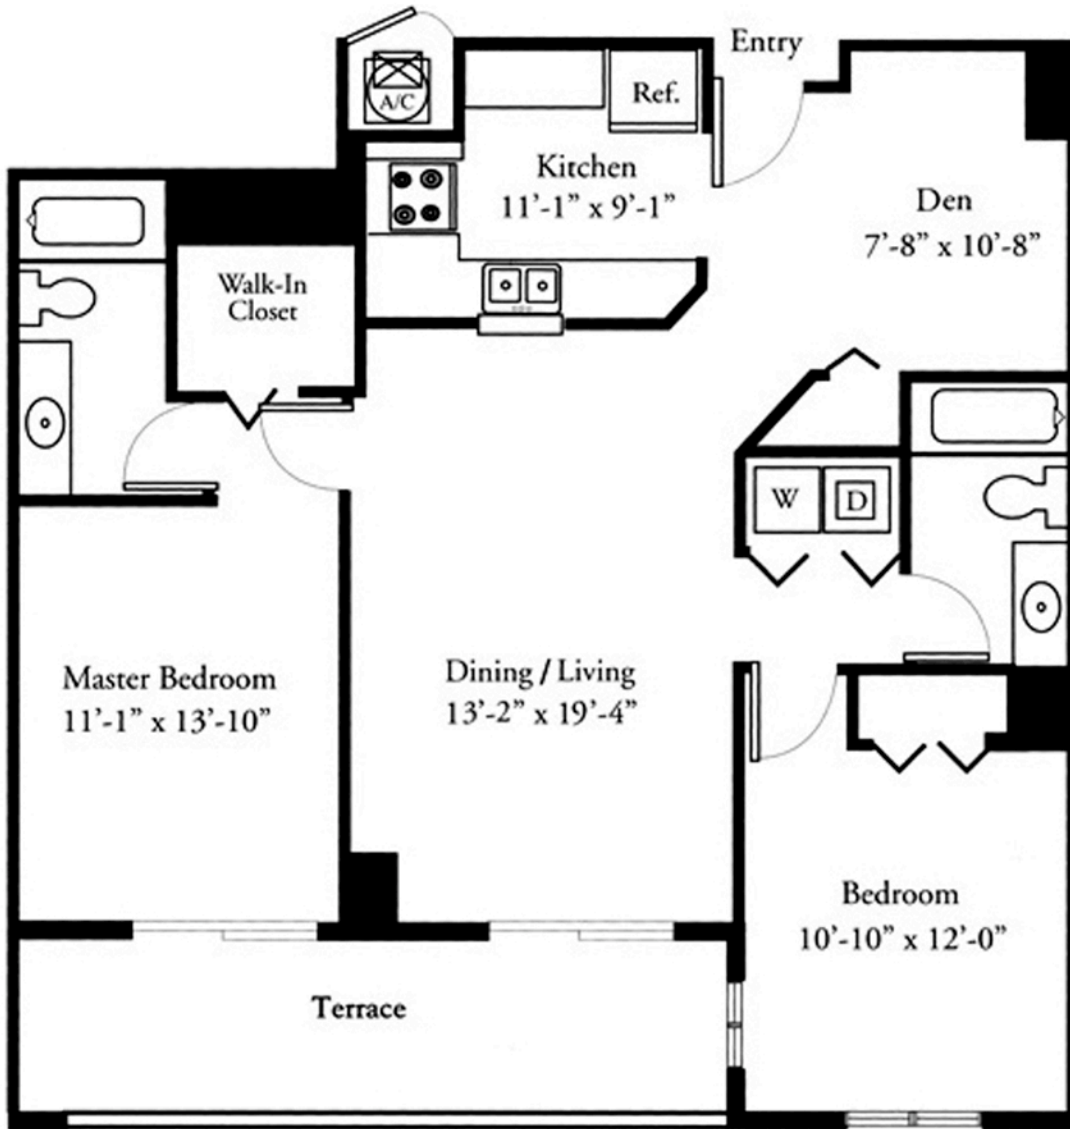 Entry
A/C
Ref.
Kitchen
11’-1” x 9’-1”
Den
7’-8” x 10’-8”
Walk-In
Closet
W
D
Master Bedroom
11’-1” x 13’-10”
Dining / Living
13’-2” x 19’-4”
Bedroom
10’-10” x 12’-0”
Terrace